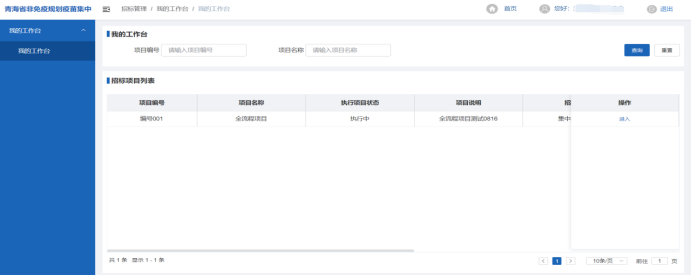 青海省非免疫规划疫苗集中
招标管理 / 我的工作台 / 我的工作台
首页
您好:
退出
我的工作台
我的工作台
我的工作台
项目编号 请输入项目编号 项目名称 请输入项目名称 查询 重置
招标项目列表
项目编号 项目名称 执行项目状态 项目说明 招 操作
编号001 全流程项目 执行中 全流程项目测试0816 集中 进入
共 1 条 显示 1 - 1 条
< 1 > 10条/页 前往 1 页